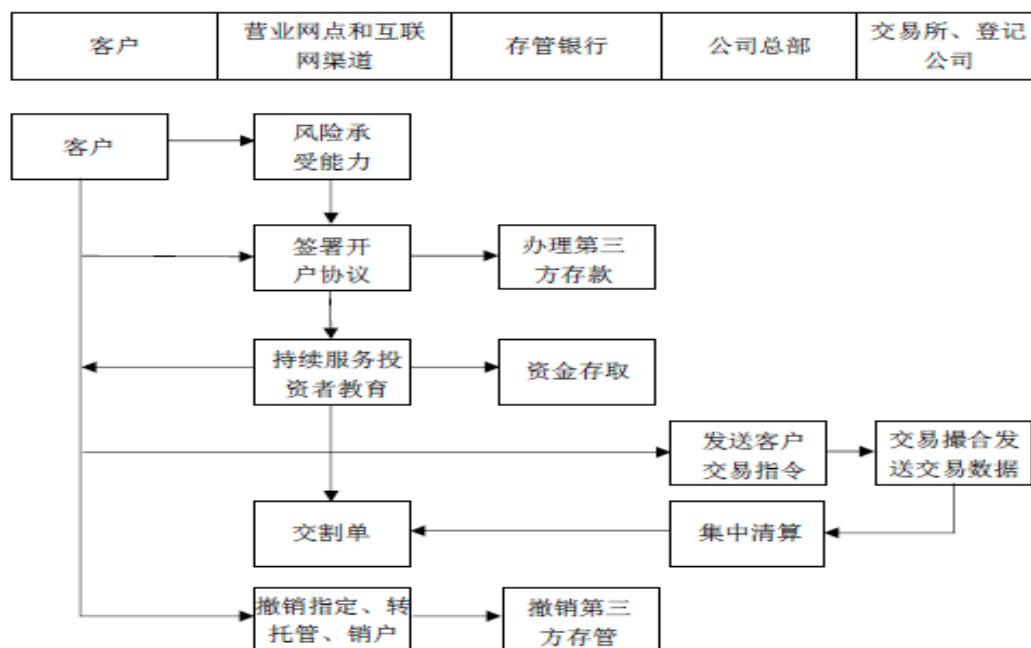 客户
营业网点和互联
网渠道
存管银行
公司总部
交易所、登记
公司
客户
风险承
受能力
签署开
户协议
办理第三
方存款
持续服务投
资者教育
资金存取
发送客户
交易指令
交易撮合发
送交易数据
交割单
集中清算
撤销指定、转
托管、销户
撤销第三
方存管